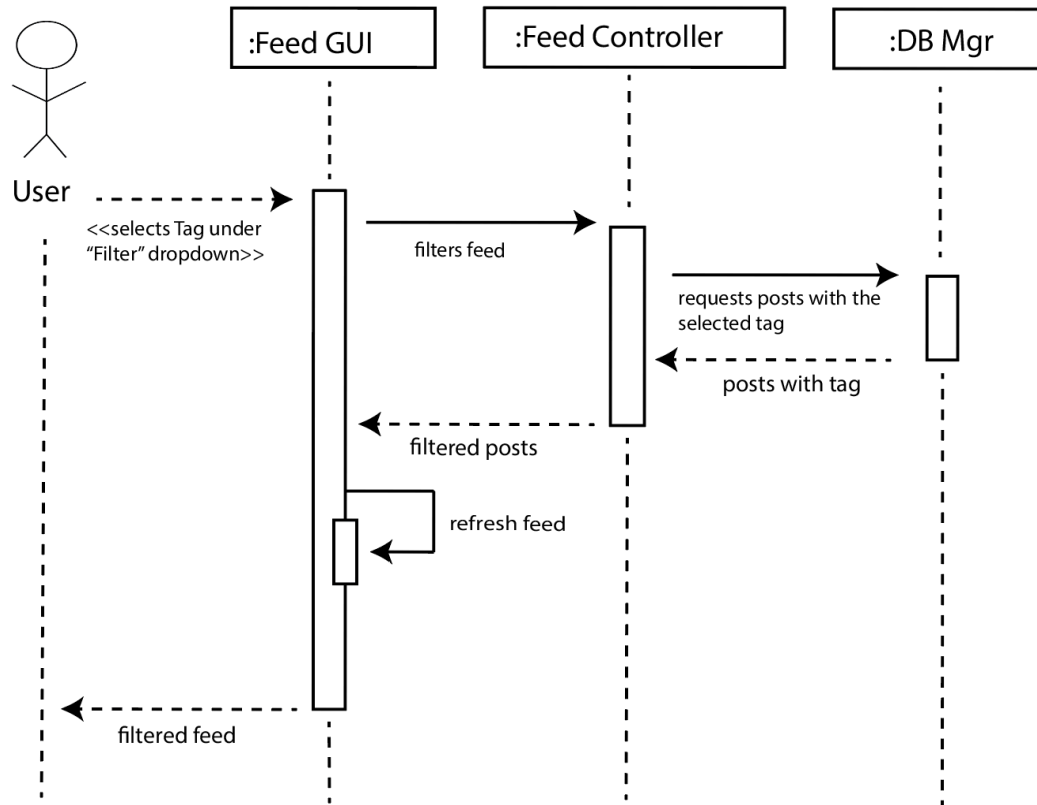 :Feed GUI
:Feed Controller
:DB Mgr
User
<<selects Tag under
“Filter” dropdown>>
filters feed
requests posts with the
selected tag
posts with tag
filtered posts
refresh feed
filtered feed